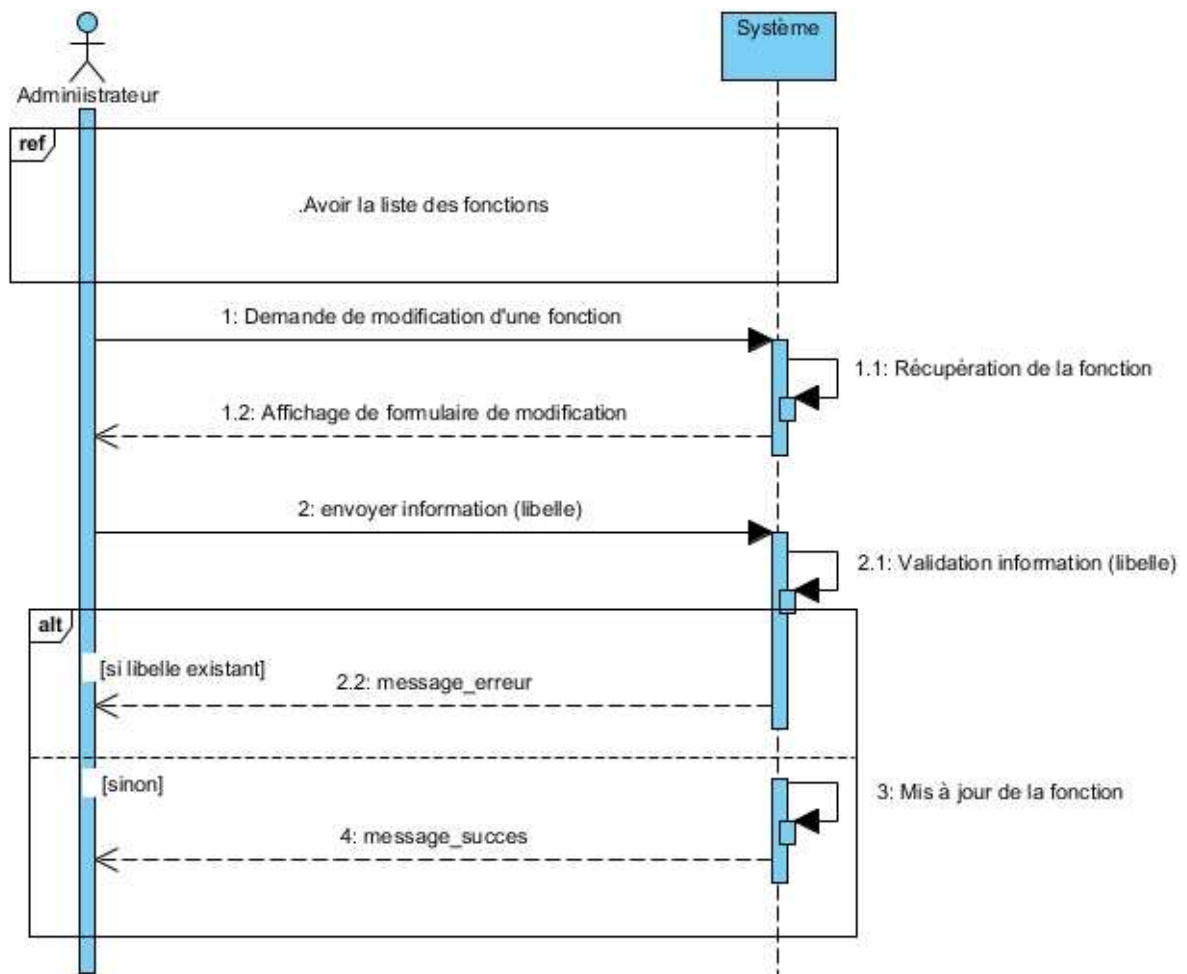 Système
Adminiistrateur
ref
.Avoir la liste des fonctions
1: Demande de modification d'une fonction
1.1: Récupération de la fonction
1.2: Affichage de formulaire de modification
2: envoyer information (libelle)
2.1: Validation information (libelle)
alt
[si libelle existant]
2.2: message_erreur
[sinon]
3: Mis à jour de la fonction
4: message_succes